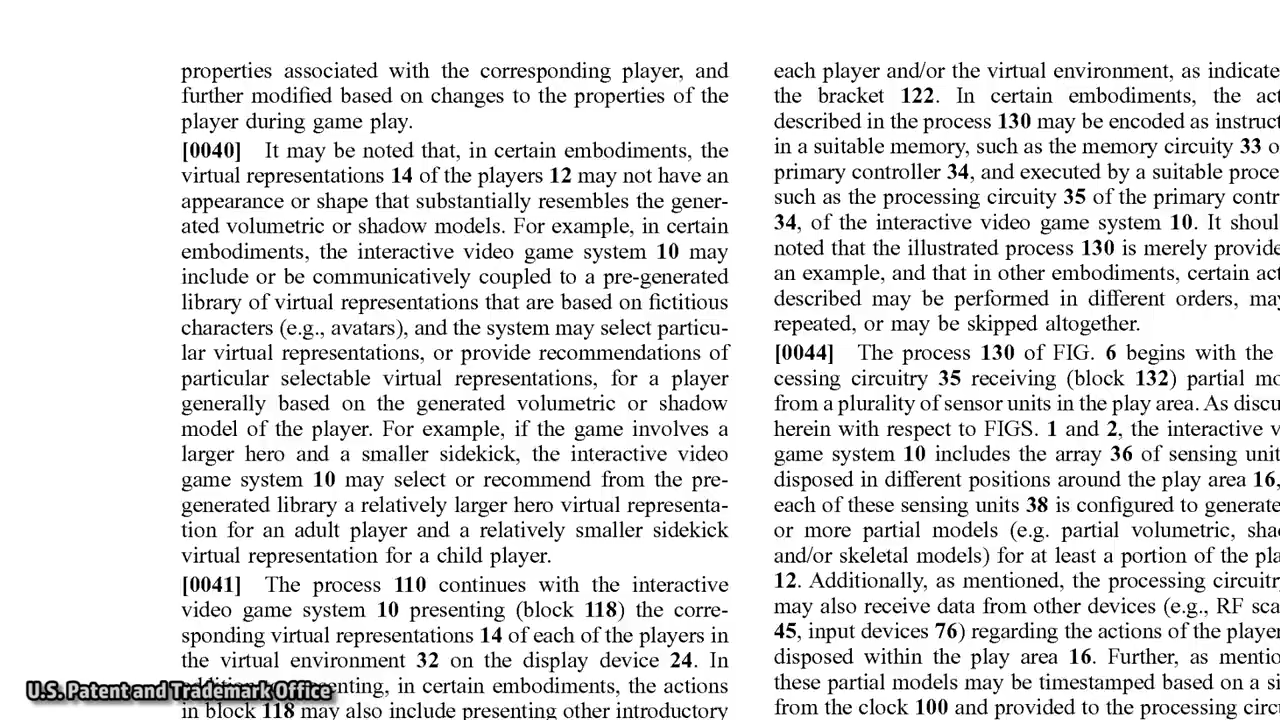 properties associated with the corresponding player, and
further modified based on changes to the properties of the
player during game play.
[0040] It may be noted that, in certain embodiments, the
virtual representations 14 of the players 12 may not have an
appearance or shape that substantially resembles the gener-
ated volumetric or shadow models. For example, in certain
embodiments, the interactive video game system 10 may
include or be communicatively coupled to a pre-generated
library of virtual representations that are based on fictitious
characters (e.g., avatars), and the system may select particu-
lar virtual representations, or provide recommendations of
particular selectable virtual representations, for a player
generally based on the generated volumetric or shadow
model of the player. For example, if the game involves a
larger hero and a smaller sidekick, the interactive video
game system 10 may select or recommend from the pre-
generated library a relatively larger hero virtual representa-
tion for an adult player and a relatively smaller sidekick
virtual representation for a child player.
[0041] The process 110 continues with the interactive
video game system 10 presenting (block 118) the corre-
sponding virtual representations 14 of each of the players in
the virtual environment 32 on the display device 24. In
presenting, in certain embodiments, the actions
in block 118 may also include presenting other introductory
each player and/or the virtual environment, as indicate
the bracket 122. In certain embodiments, the act
described in the process 130 may be encoded as instruct
in a suitable memory, such as the memory circuity 33 o
primary controller 34, and executed by a suitable proce
such as the processing circuity 35 of the primary contr
34, of the interactive video game system 10. It shoul
noted that the illustrated process 130 is merely provide
an example, and that in other embodiments, certain act
described may be performed in different orders, may
repeated, or may be skipped altogether.
[0044] The process 130 of FIG. 6 begins with the
cessing circuitry 35 receiving (block 132) partial mo
from a plurality of sensor units in the play area. As discu
herein with respect to FIGS. 1 and 2, the interactive v
game system 10 includes the array 36 of sensing unit
disposed in different positions around the play area 16,
each of these sensing units 38 is configured to generate
or more partial models (e.g. partial volumetric, sha
and/or skeletal models) for at least a portion of the pla
12. Additionally, as mentioned, the processing circuitry
may also receive data from other devices (e.g., RF sca
45, input devices 76) regarding the actions of the player
disposed within the play area 16. Further, as mentio
these partial models may be timestamped based on a si
from the clock 100 and provided to the processing circu
U.S. Patent and Trademark Office